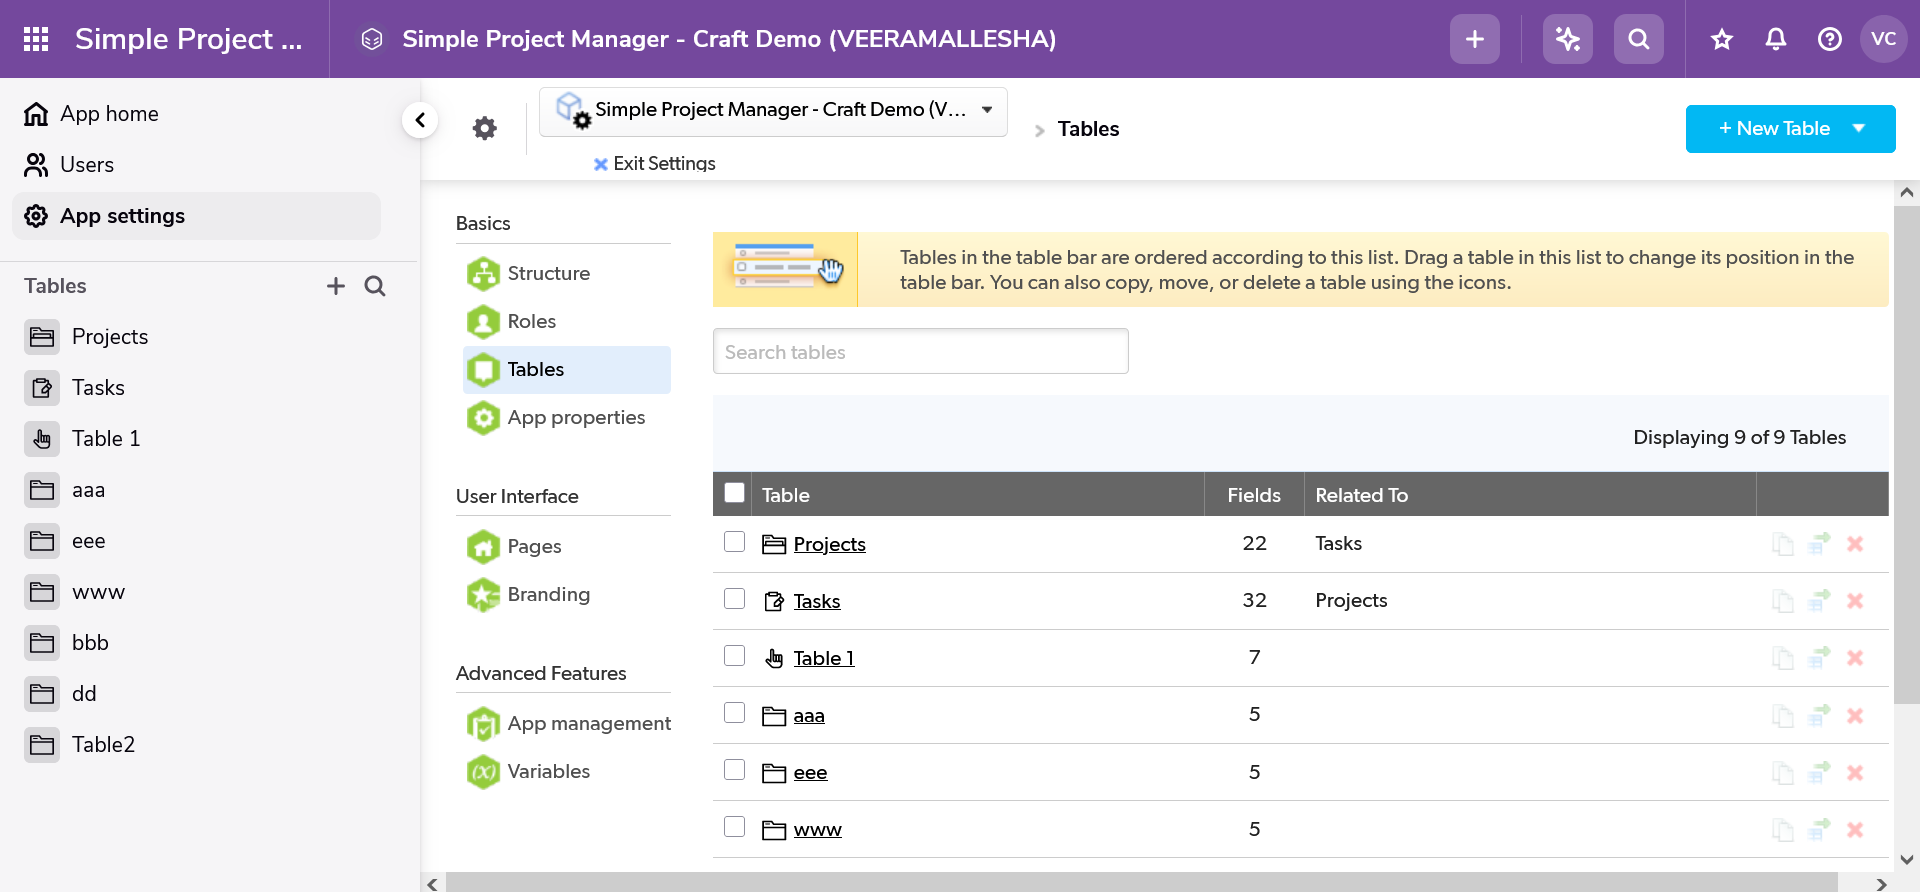 Simple Project ...
Simple Project Manager - Craft Demo (VEERAMALLESHA)
VC
App home
Users
App settings
Tables
Projects
Tasks
Table 1
aaa
eee
www
bbb
dd
Table2
Simple Project Manager - Craft Demo (V...
Exit Settings
> Tables
+ New Table
Basics
Structure
Roles
Tables
App properties
User Interface
Pages
Branding
Advanced Features
App management
(x) Variables
Tables in the table bar are ordered according to this list. Drag a table in this list to change its position in the
table bar. You can also copy, move, or delete a table using the icons.
Search tables
Displaying 9 of 9 Tables
Table Fields Related To
Projects 22 Tasks
Tasks 32 Projects
Table 1 7
aaa 5
eee 5
www 5